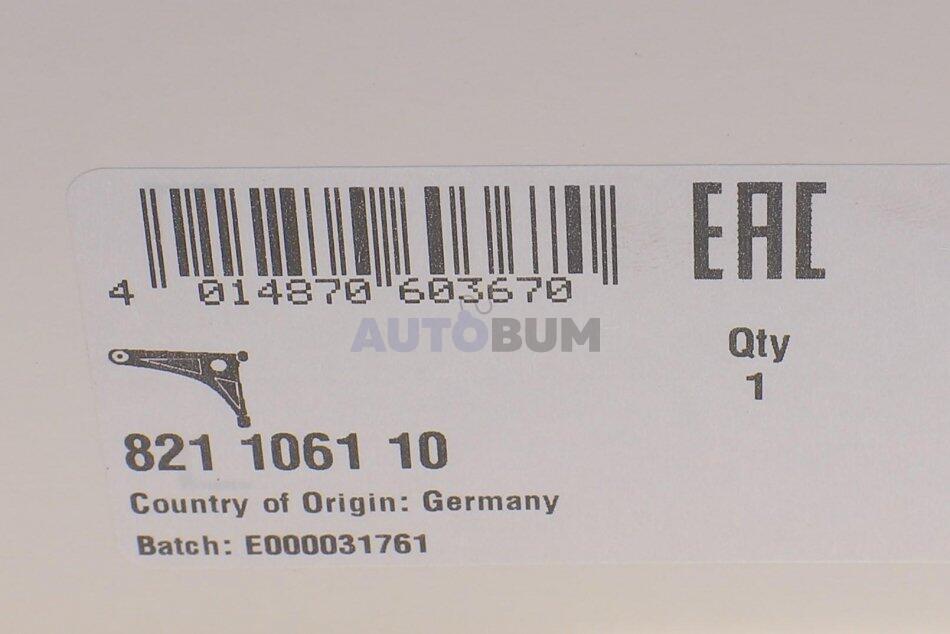 EAC
4 014870 603670
AUTOBUM
Qty
1
821 1061 10
Country of Origin: Germany
Batch: E000031761